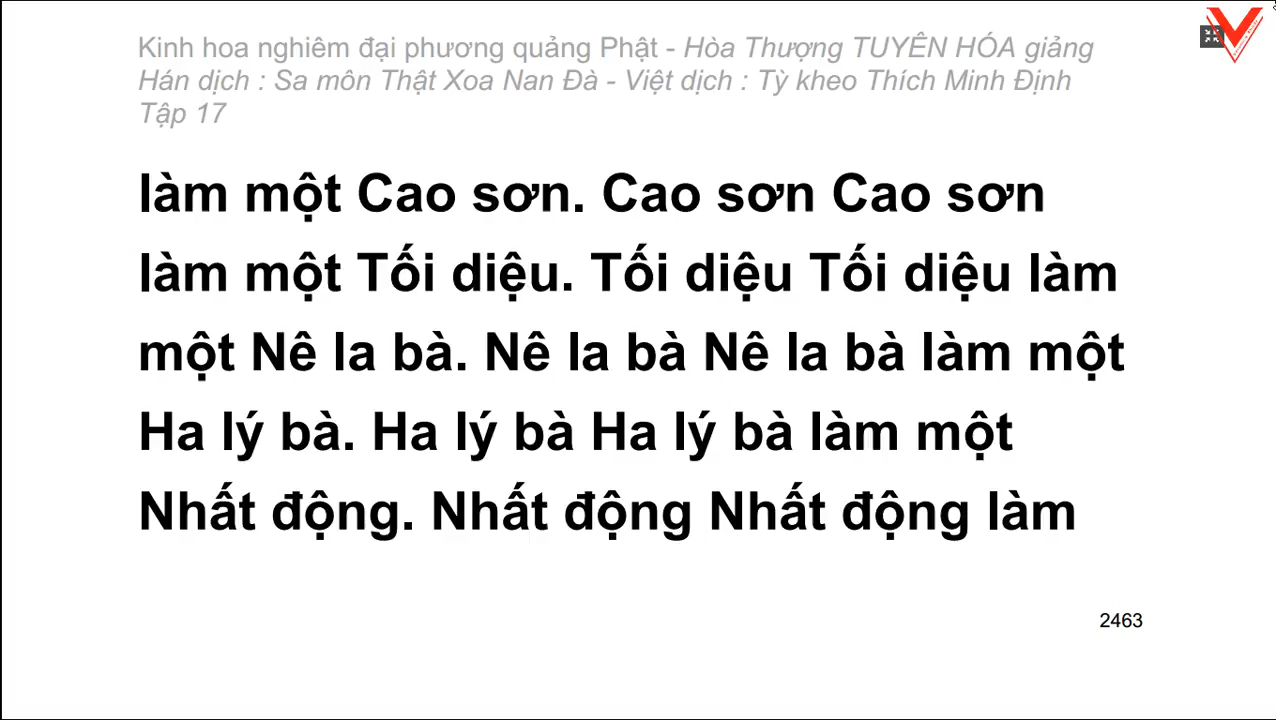 Kinh hoa nghiêm đại phương quảng Phật - Hòa Thượng TUYÊN HÓA giảng
Hán dịch : Sa môn Thật Xoa Nan Đà - Việt dịch : Tỳ kheo Thích Minh Định
Tập 17
làm một Cao sơn. Cao sơn Cao sơn
làm một Tối diệu. Tối diệu Tối diệu làm
một Nê la bà. Nê la bà Nê la bà làm một
Ha lý bà. Ha lý bà Ha lý bà làm một
Nhất động. Nhất động Nhất động làm
2463